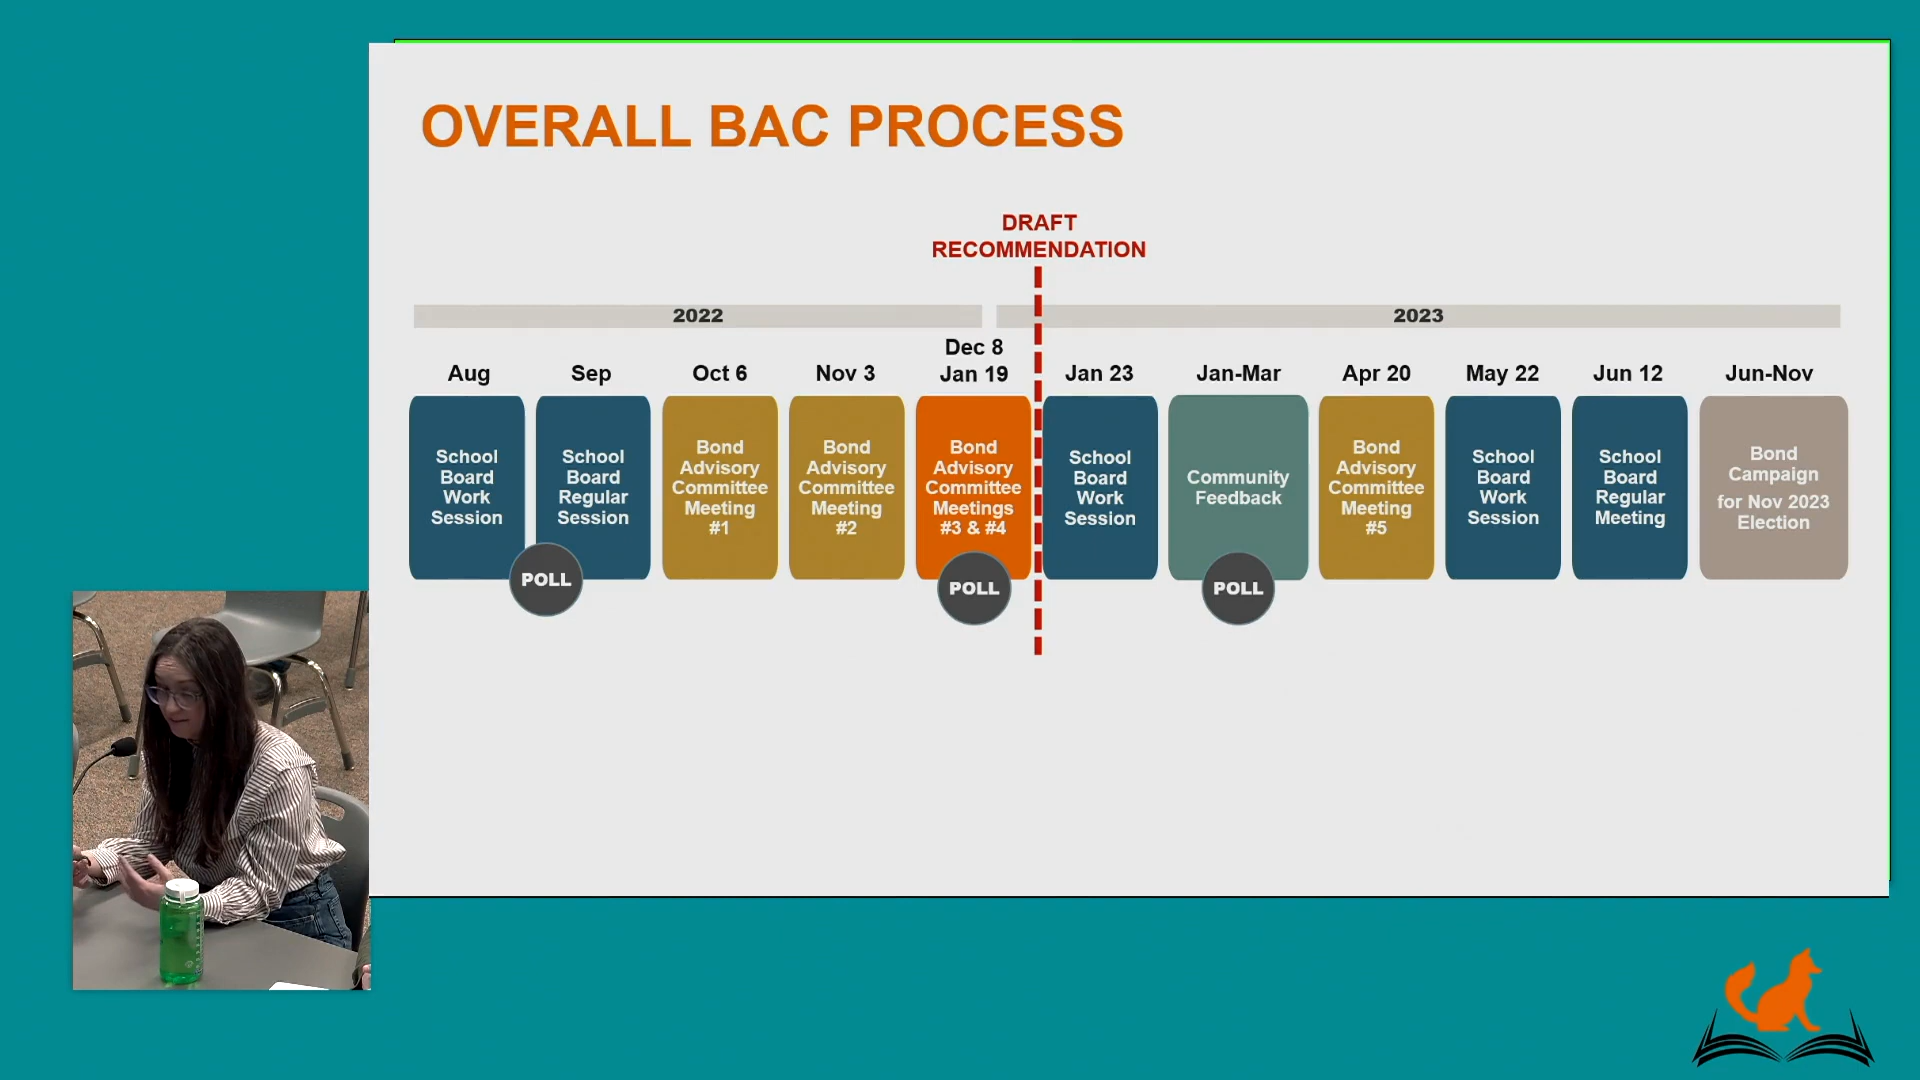 OVERALL BAC PROCESS
DRAFT
RECOMMENDATION
2022
2023
Aug
Sep
Oct 6
Nov 3
Dec 8
Jan 19
Jan 23
Jan-Mar
Apr 20
May 22
Jun 12
Jun-Nov
School
Board
Work
Session
School
Board
Regular
Session
Bond
Advisory
Committee
Meeting
#1
Bond
Advisory
Committee
Meeting
#2
Bond
Advisory
Committee
Meetings
#3 & #4
School
Board
Work
Session
Community
Feedback
Bond
Advisory
Committee
Meeting
#5
School
Board
Work
Session
School
Board
Regular
Meeting
Bond
Campaign
for Nov 2023
Election
POLL
POLL
POLL